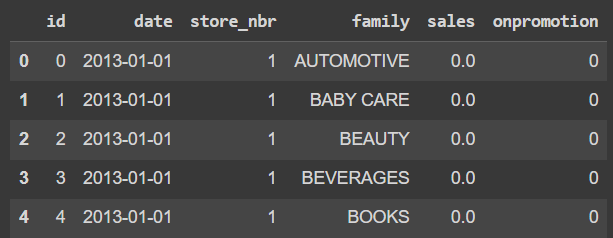 id date store_nbr family sales onpromotion
0 0 2013-01-01 1 AUTOMOTIVE 0.0 0
1 1 2013-01-01 1 BABY CARE 0.0 0
2 2 2013-01-01 1 BEAUTY 0.0 0
3 3 2013-01-01 1 BEVERAGES 0.0 0
4 4 2013-01-01 1 BOOKS 0.0 0